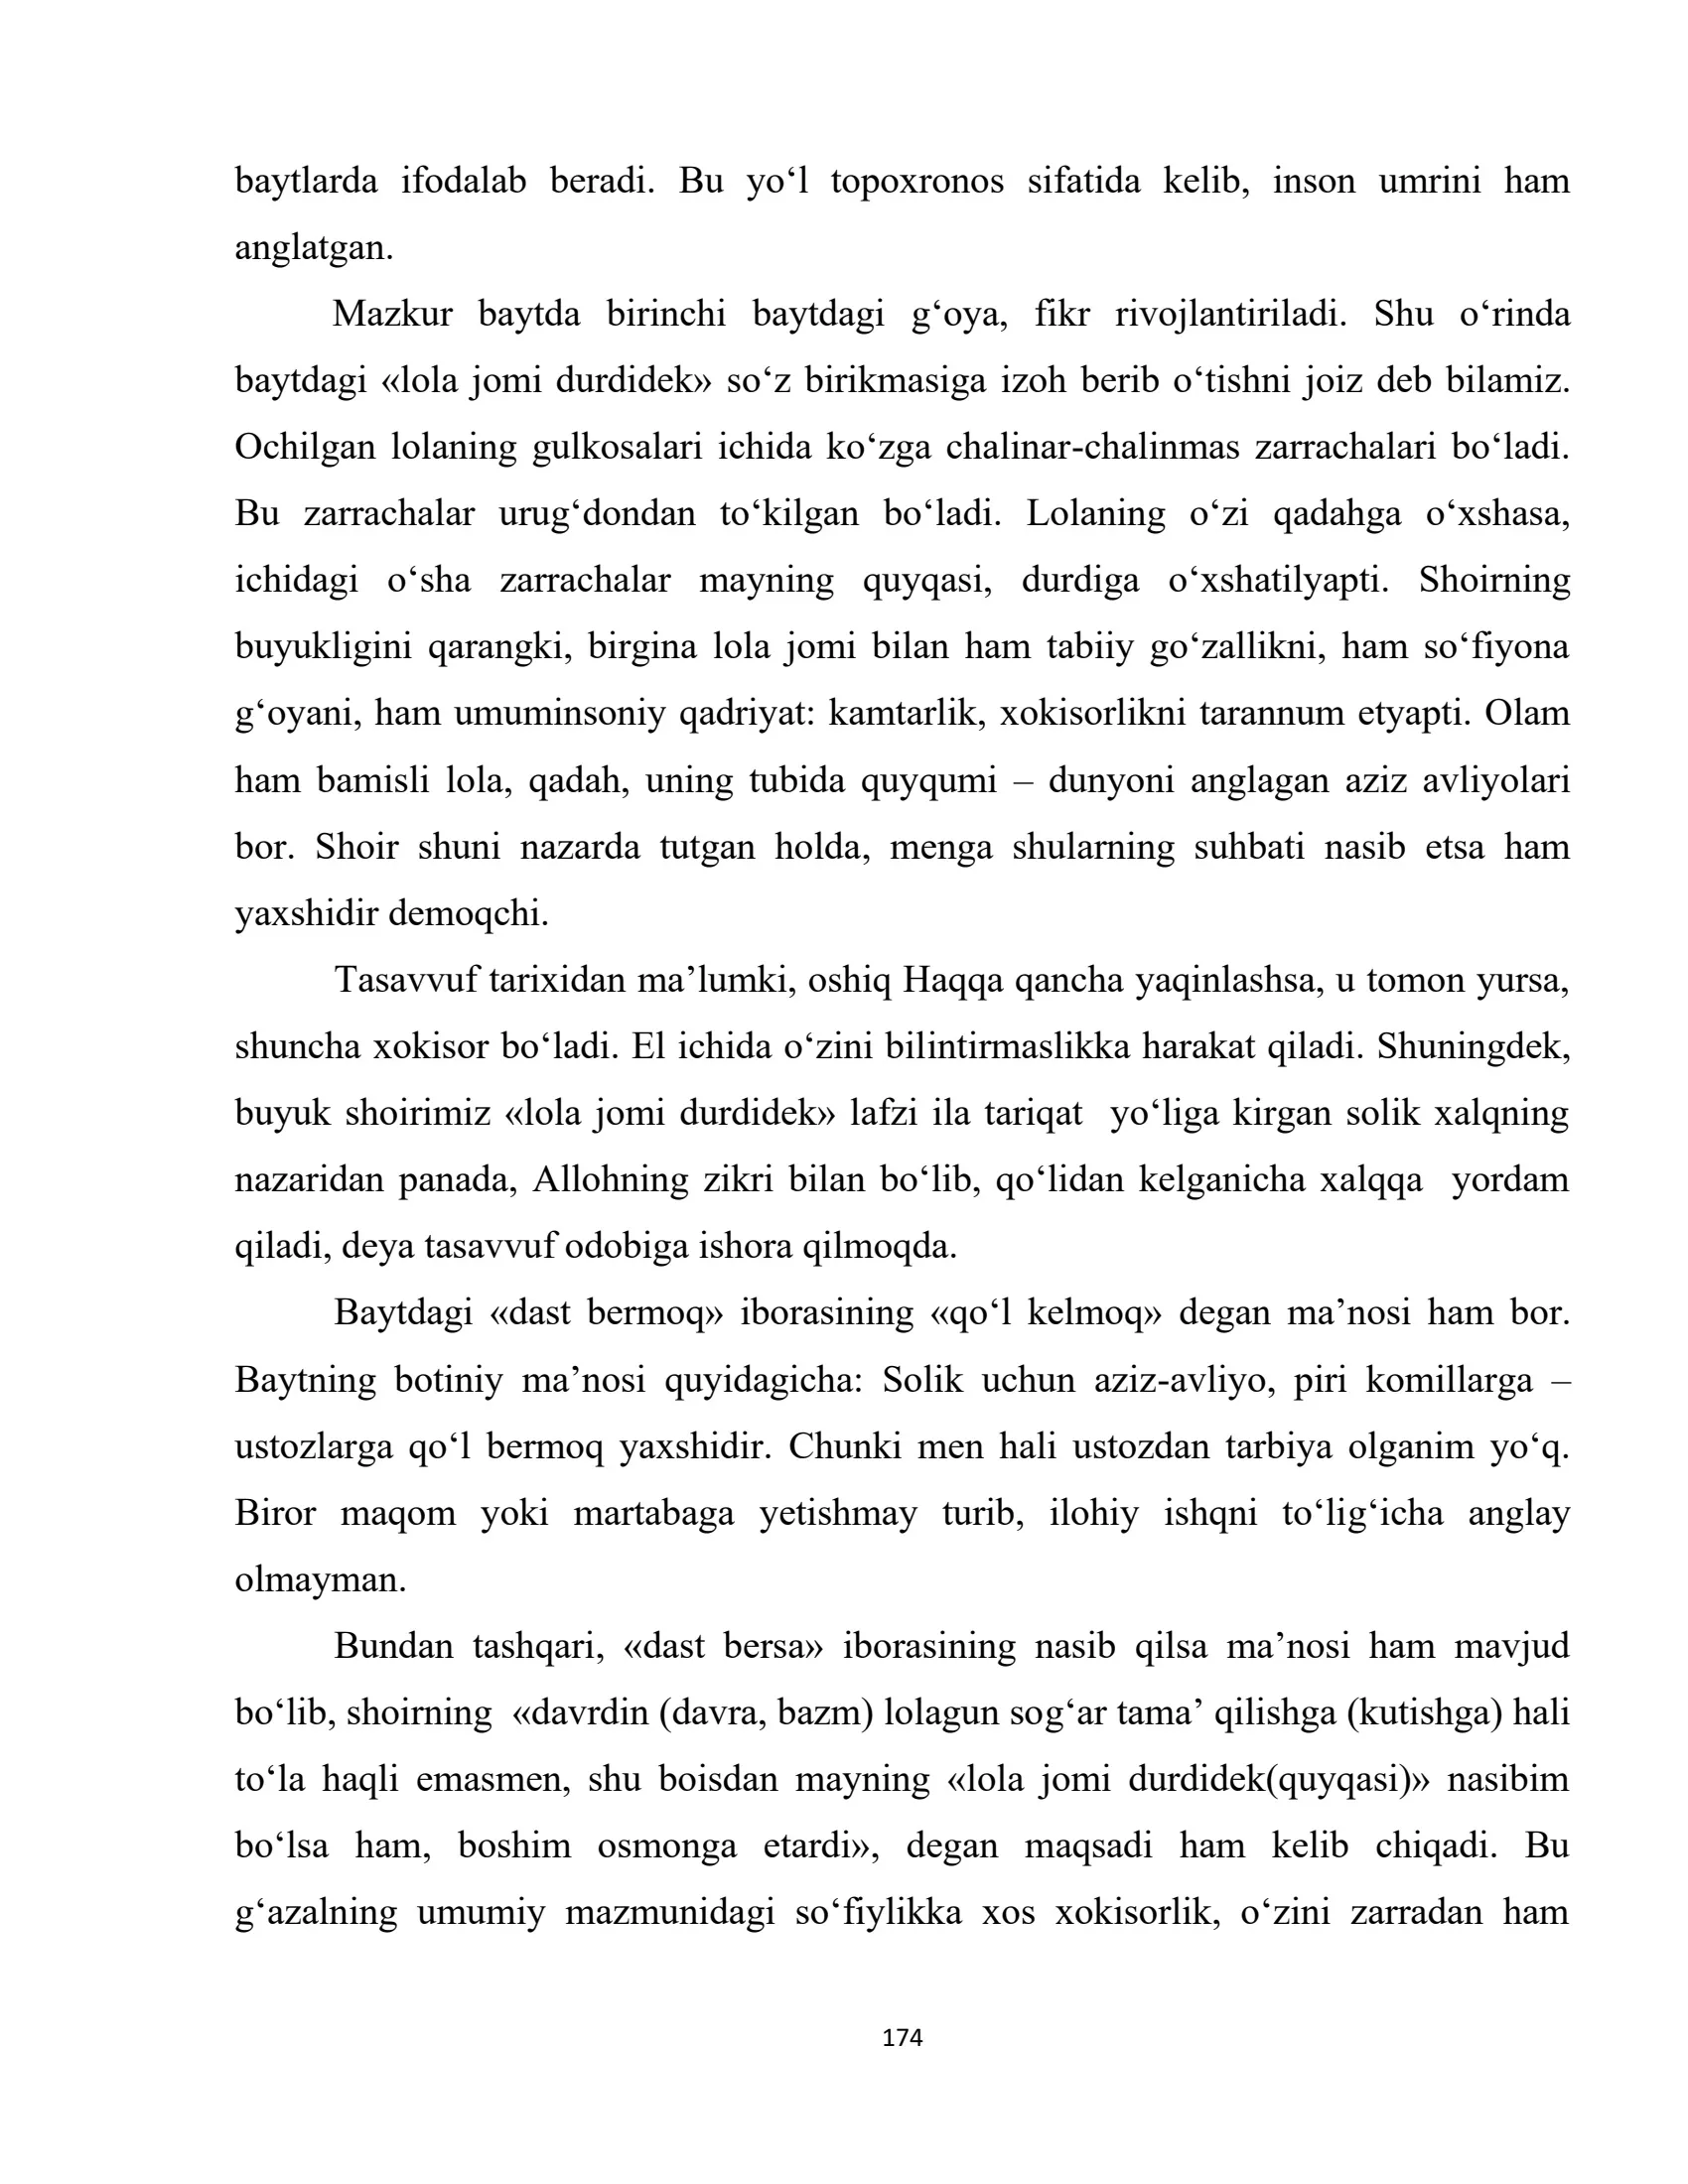 baytlarda ifodalab beradi. Bu yo‘l topoxronos sifatida kelib, inson umrini ham
anglatgan.
Mazkur baytda birinchi baytdagi g‘oya, fikr rivojlantiriladi. Shu o‘rinda
baytdagi «lola jomi durdidek» so‘z birikmasiga izoh berib o‘tishni joiz deb bilamiz.
Ochilgan lolaning gulkosalari ichida ko‘zga chalinar-chalinmas zarrachalari bo‘ladi.
Bu zarrachalar urug‘dondan to‘kilgan bo‘ladi. Lolaning o‘zi qadahga o‘xshasa,
ichidagi o‘sha zarrachalar mayning quyqasi, durdiga o‘xshatilyapti. Shoirning
buyukligini qarangki, birgina lola jomi bilan ham tabiiy go‘zallikni, ham so‘fiyona
g‘oyani, ham umuminsoniy qadriyat: kamtarlik, xokisorlikni tarannum etyapti. Olam
ham bamisli lola, qadah, uning tubida quyqumi – dunyoni anglagan aziz avliyolari
bor. Shoir shuni nazarda tutgan holda, menga shularning suhbati nasib etsa ham
yaxshidir demoqchi.
Tasavvuf tarixidan ma’lumki, oshiq Haqqa qancha yaqinlashsa, u tomon yursa,
shuncha xokisor bo‘ladi. El ichida o‘zini bilintirmaslikka harakat qiladi. Shuningdek,
buyuk shoirimiz «lola jomi durdidek» lafzi ila tariqat  yo‘liga kirgan solik xalqning
nazaridan panada, Allohning zikri bilan bo‘lib, qo‘lidan kelganicha xalqqa  yordam
qiladi, deya tasavvuf odobiga ishora qilmoqda.
Baytdagi «dast bermoq» iborasining «qo‘l kelmoq» degan ma’nosi ham bor.
Baytning botiniy ma’nosi quyidagicha: Solik uchun aziz-avliyo, piri komillarga –
ustozlarga qo‘l bermoq yaxshidir. Chunki men hali ustozdan tarbiya olganim yo‘q.
Biror maqom yoki martabaga yetishmay turib, ilohiy ishqni to‘lig‘icha anglay
olmayman.
Bundan tashqari, «dast bersa» iborasining nasib qilsa ma’nosi ham mavjud
bo‘lib, shoirning  «davrdin (davra, bazm) lolagun sog‘ar tama’ qilishga (kutishga) hali
to‘la haqli emasmen, shu boisdan mayning «lola jomi durdidek(quyqasi)» nasibim
bo‘lsa ham, boshim osmonga etardi», degan maqsadi ham kelib chiqadi. Bu
g‘azalning umumiy mazmunidagi so‘fiylikka xos xokisorlik, o‘zini zarradan ham
174